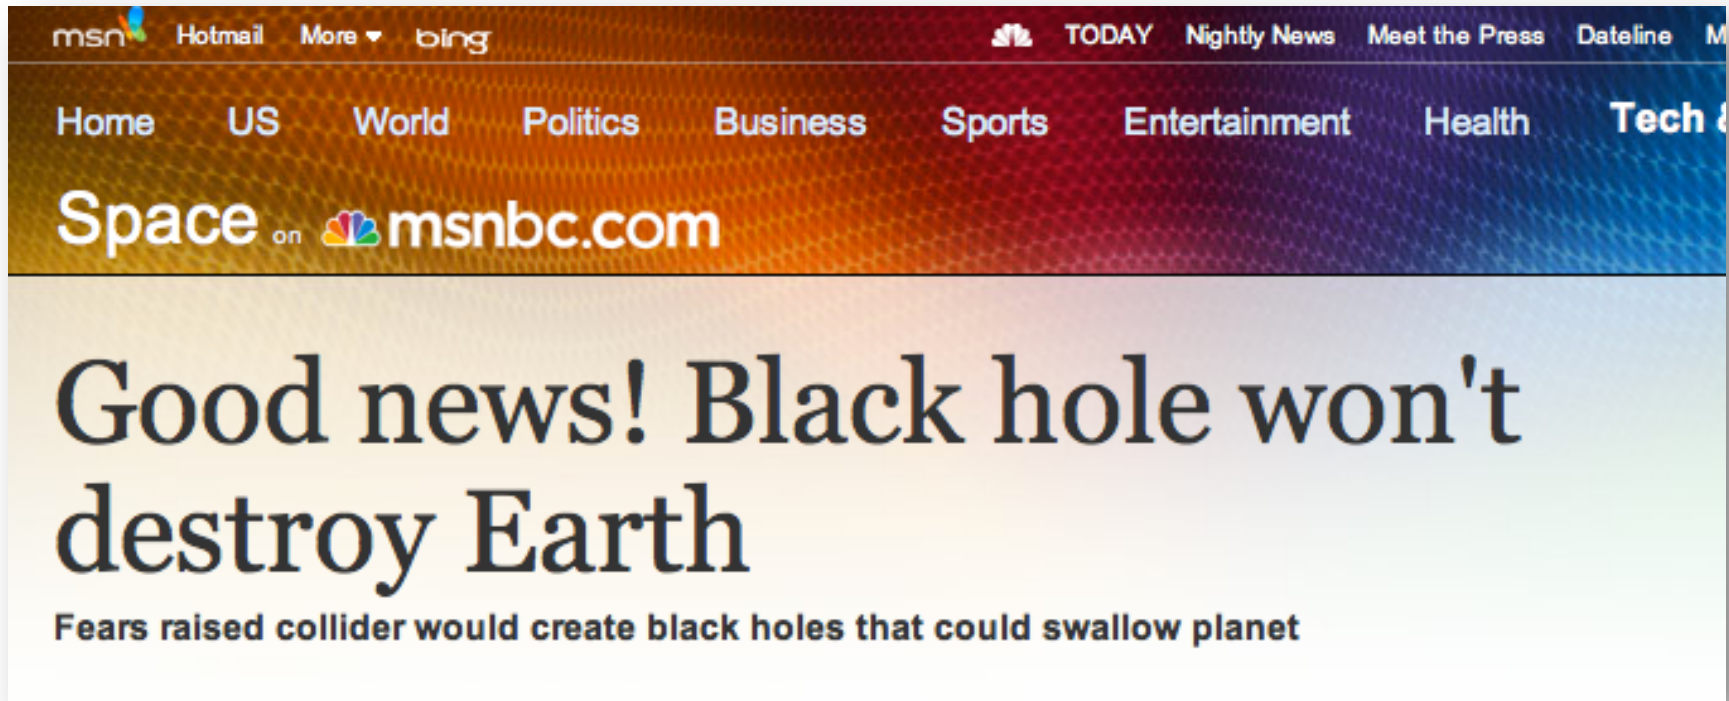 msn Hotmail More bing TODAY Nightly News Meet the Press Dateline M
Home US World Politics Business Sports Entertainment Health Tech &
Space on msnbc.com
Good news! Black hole won't
destroy Earth
Fears raised collider would create black holes that could swallow planet